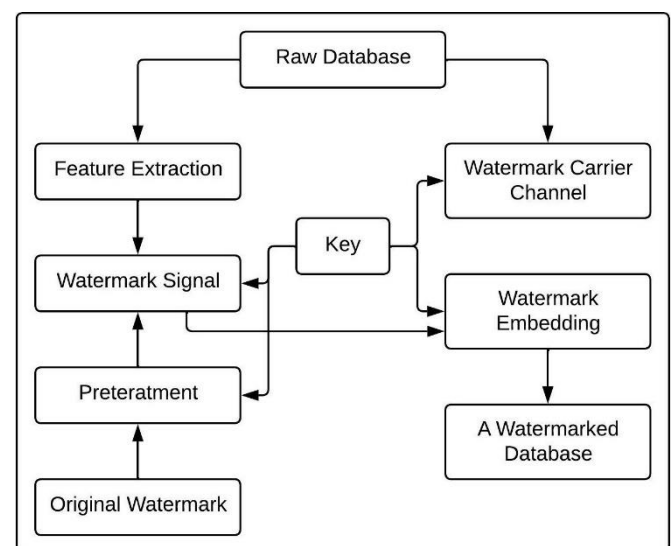 Raw Database
Feature Extraction
Watermark Carrier
Channel
Key
Watermark Signal
Watermark
Embedding
Preteratment
A Watermarked
Database
Original Watermark